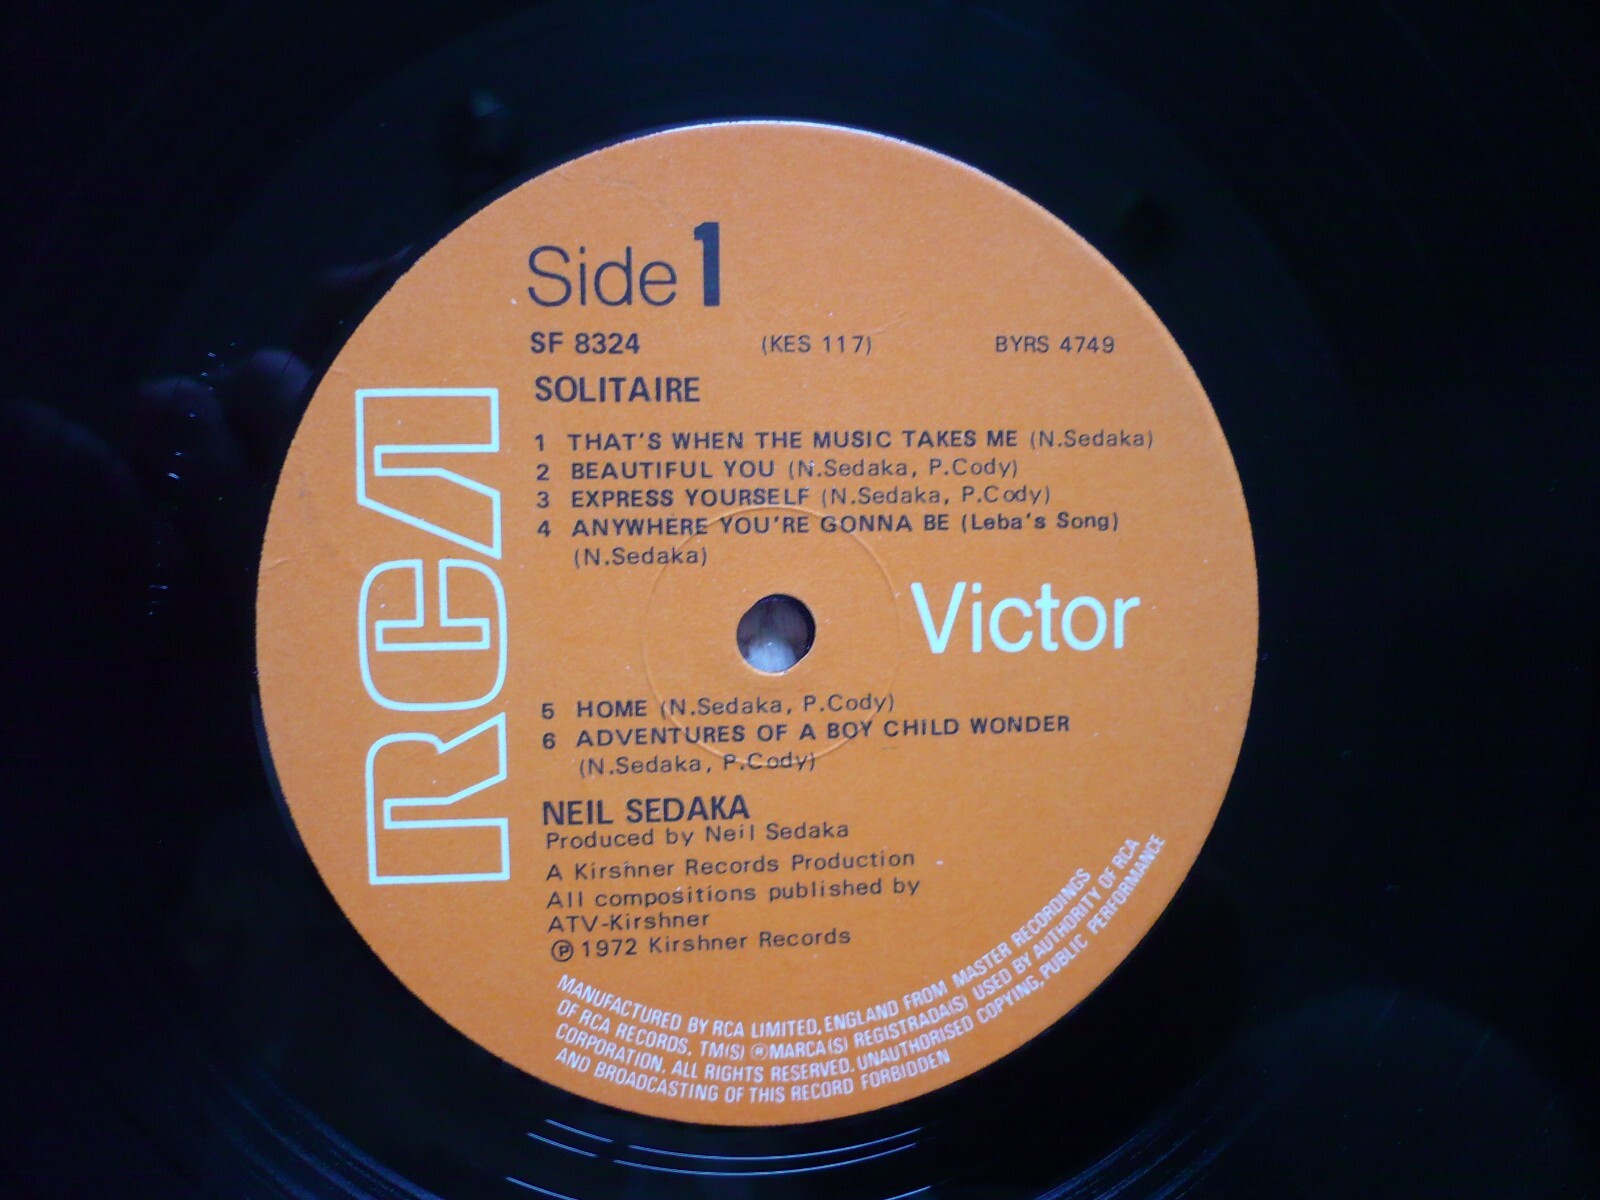 Side 1
SF 8324 (KES 117) BYRS 4749
SOLITAIRE
1 THAT'S WHEN THE MUSIC TAKES ME (N.Sedaka)
2 BEAUTIFUL YOU (N.Sedaka, P.Cody)
3 EXPRESS YOURSELF (N.Sedaka, P.Cody)
4 ANYWHERE YOU'RE GONNA BE (Leba's Song)
(N.Sedaka)
RCA
Victor
5 HOME (N.Sedaka, P.Cody)
6 ADVENTURES OF A BOY CHILD WONDER
(N.Sedaka, P.Cody)
NEIL SEDAKA
Produced by Neil Sedaka
A Kirshner Records Production
All compositions published by
ATV-Kirshner
Ⓟ 1972 Kirshner Records
MANUFACTURED BY RCA LIMITED, ENGLAND FROM MASTER RECORDINGS
OF RCA RECORDS. TM(S) ® MARCA(S) REGISTRADA(S) USED BY AUTHORITY OF RCA
CORPORATION. ALL RIGHTS RESERVED. UNAUTHORISED COPYING, PUBLIC PERFORMANCE
AND BROADCASTING OF THIS RECORD FORBIDDEN